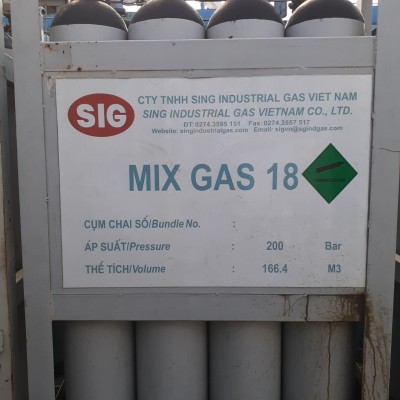 SIG
CTY TNHH SING INDUSTRIAL GAS VIET NAM
SING INDUSTRIAL GAS VIETNAM CO., LTD.
ĐT: 0274.3595 151 Fax: 0274.3557 517
Website: singindustrialgas.com Email: sigvn@sgindgas.com
MIX GAS 18
CỤM CHAI SỐ/Bundle No. :
ÁP SUẤT/Pressure : 200 Bar
THỂ TÍCH/Volume : 166.4 M3